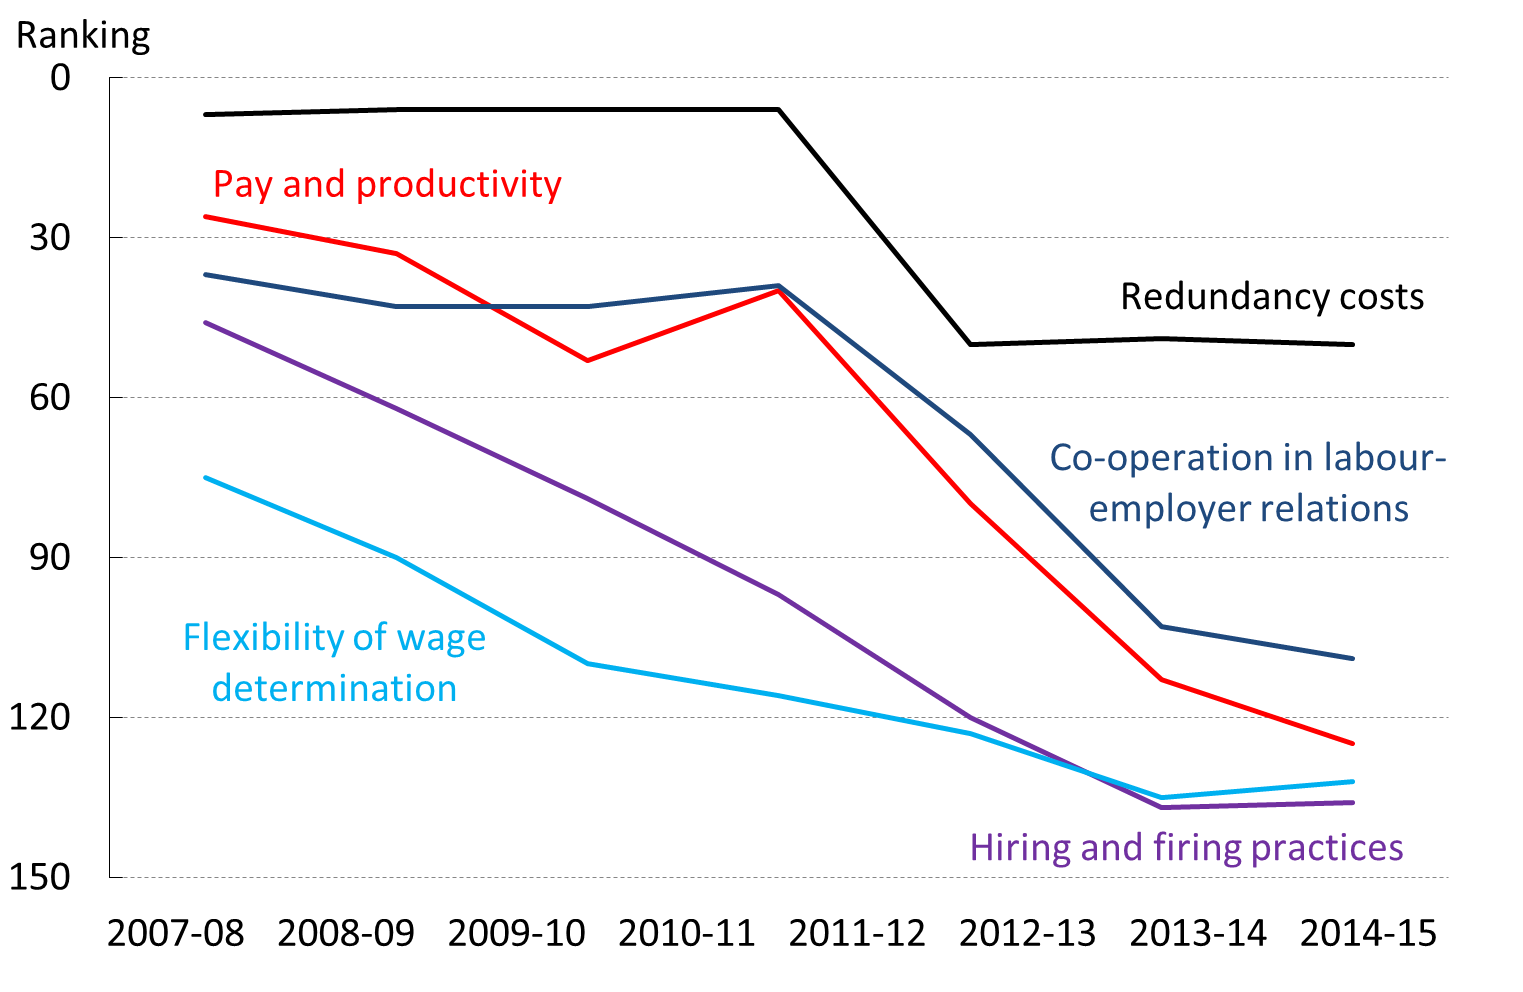 Ranking
0
Pay and productivity
30
Redundancy costs
60
Co-operation in labour-
employer relations
90
Flexibility of wage
determination
120
Hiring and firing practices
150
2007-08 2008-09 2009-10 2010-11 2011-12 2012-13 2013-14 2014-15